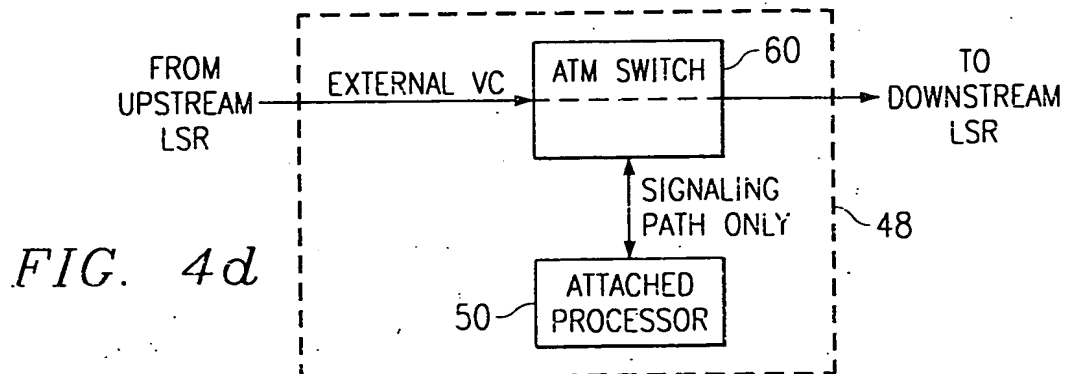 FROM
UPSTREAM
LSR
EXTERNAL VC
ATM SWITCH
60
TO
DOWNSTREAM
LSR
SIGNALING
PATH ONLY
48
FIG. 4d
50
ATTACHED
PROCESSOR